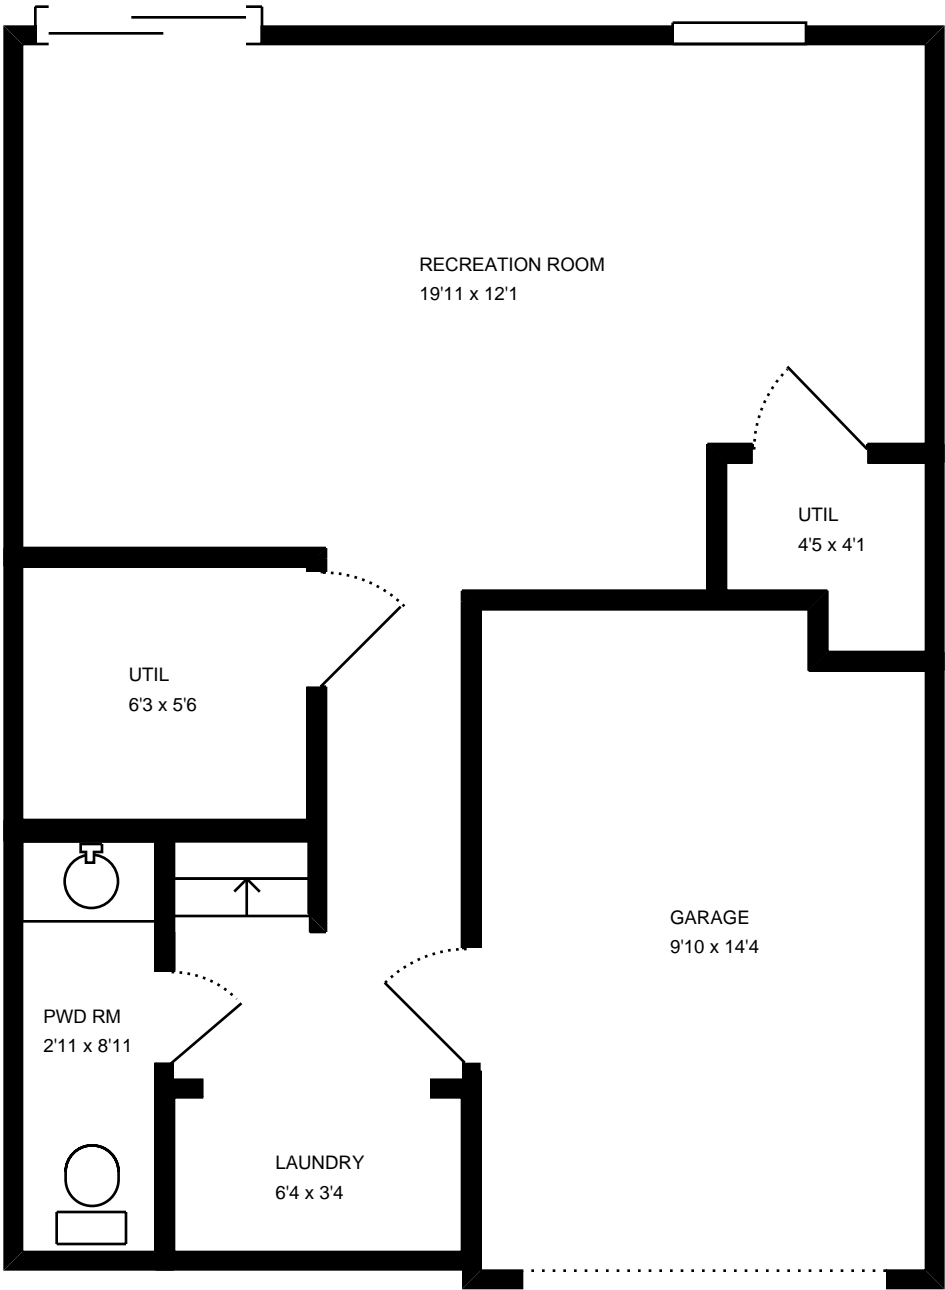 RECREATION ROOM
19'11 x 12'1
UTIL
4'5 x 4'1
UTIL
6'3 x 5'6
GARAGE
9'10 x 14'4
PWD RM
2'11 x 8'11
LAUNDRY
6'4 x 3'4